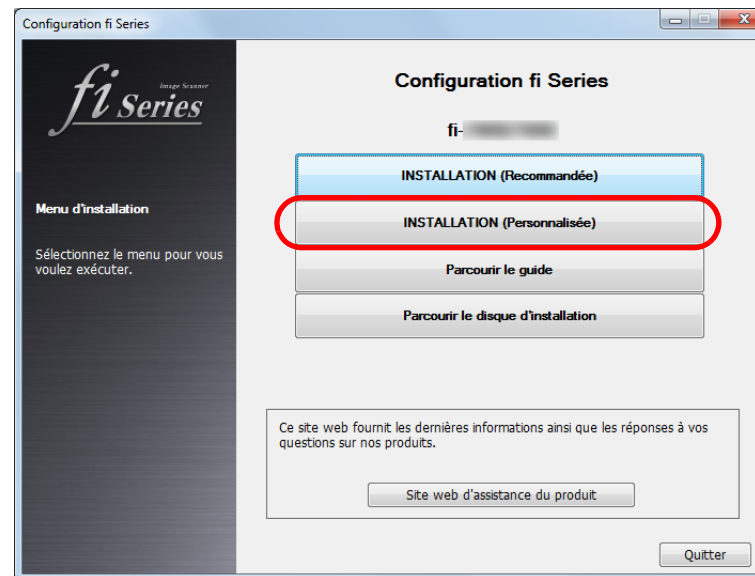 Configuration fi Series
fi Series
Image Scanner
Menu d'installation
Sélectionnez le menu pour vous
voulez exécuter.
Configuration fi Series
fi-
INSTALLATION (Recommandée)
INSTALLATION (Personnalisée)
Parcourir le guide
Parcourir le disque d'installation
Ce site web fournit les dernières informations ainsi que les réponses à vos
questions sur nos produits.
Site web d'assistance du produit
Quitter